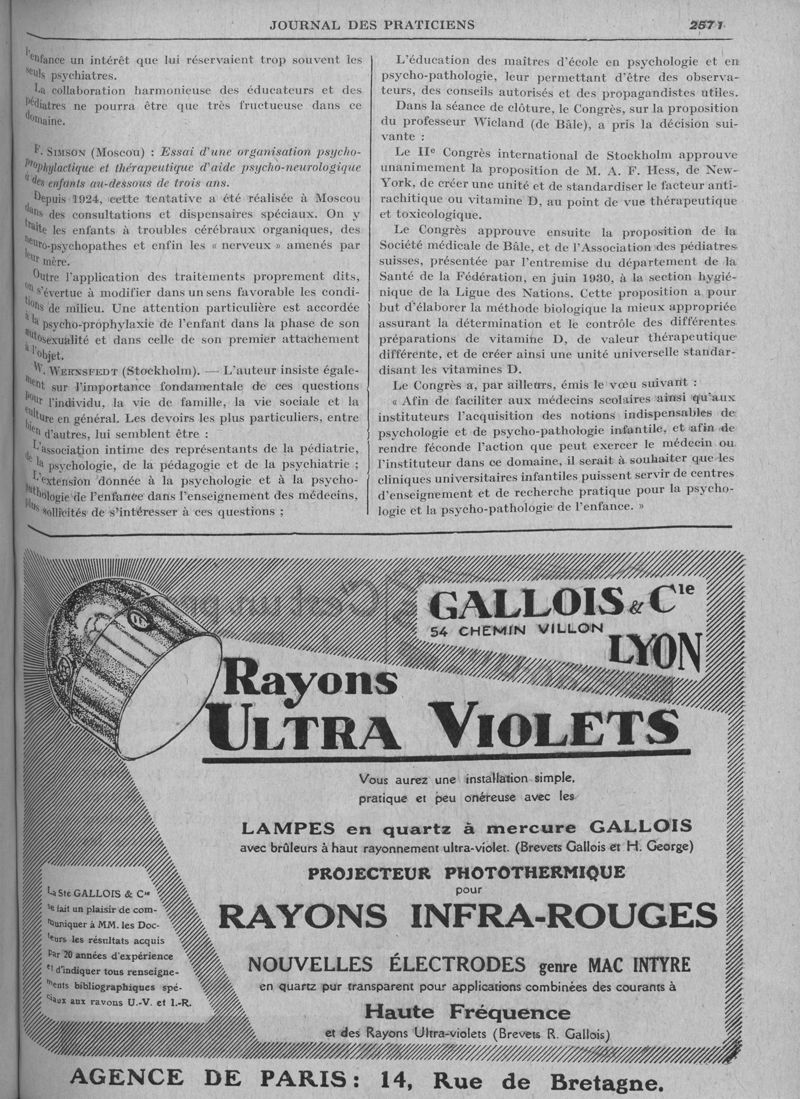 JOURNAL DES PRATICIENS
2571
l'enfance un intérêt que lui réservaient trop souvent les
seuls psychiatres.
La collaboration harmonieuse des éducateurs et des
pédiatres ne pourra être que très fructueuse dans ce
domaine.
F. SIMSON (Moscou) : Essai d'une organisation psycho-
prophylactique et thérapeutique d'aide psycho-neurologique
à des enfants au-dessous de trois ans.
Depuis 1924, cette tentative a été réalisée à Moscou
dans des consultations et dispensaires spéciaux. On y
traite les enfants à troubles cérébraux organiques, des
neuro-psychopathes et enfin les « nerveux » amenés par
leur mère.
Outre l'application des traitements proprement dits,
on s'évertue à modifier dans un sens favorable les condi-
tions de milieu. Une attention particulière est accordée
à la psycho-prophylaxie de l'enfant dans la phase de son
autosexualité et dans celle de son premier attachement
à l'objet.
W. WERNSFEDT (Stockholm). — L'auteur insiste égale-
ment sur l'importance fondamentale de ces questions
pour l'individu, la vie de famille, la vie sociale et la
culture en général. Les devoirs les plus particuliers, entre
bien d'autres, lui semblent être :
L'association intime des représentants de la pédiatrie,
de la psychologie, de la pédagogie et de la psychiatrie ;
L'extension donnée à la psychologie et à la psycho-
pathologie de l'enfance dans l'enseignement des médecins,
plus sollicités de s'intéresser à ces questions ;
L'éducation des maîtres d'école en psychologie et en
psycho-pathologie, leur permettant d'être des observa-
teurs, des conseils autorisés et des propagandistes utiles.
Dans la séance de clôture, le Congrès, sur la proposition
du professeur Wieland (de Bâle), a pris la décision sui-
vante :
Le IIe Congrès international de Stockholm approuve
unanimement la proposition de M. A. F. Hess, de New-
York, de créer une unité et de standardiser le facteur anti-
rachitique ou vitamine D, au point de vue thérapeutique
et toxicologique.
Le Congrès approuve ensuite la proposition de la
Société médicale de Bâle, et de l'Association des pédiatres
suisses, présentée par l'entremise du département de la
Santé de la Fédération, en juin 1930, à la section hygié-
nique de la Ligue des Nations. Cette proposition a pour
but d'élaborer la méthode biologique la mieux appropriée
assurant la détermination et le contrôle des différentes
préparations de vitamine D, de valeur thérapeutique
différente, et de créer ainsi une unité universelle standar-
disant les vitamines D.
Le Congrès a, par ailleurs, émis le vœu suivant :
« Afin de faciliter aux médecins scolaires ainsi qu'aux
instituteurs l'acquisition des notions indispensables de
psychologie et de psycho-pathologie infantile, et afin de
rendre féconde l'action que peut exercer le médecin ou
l'instituteur dans ce domaine, il serait à souhaiter que les
cliniques universitaires infantiles puissent servir de centres
d'enseignement et de recherche pratique pour la psycho-
logie et la psycho-pathologie de l'enfance. »
GALLOIS & Cie
54 CHEMIN VILLON
LYON
Rayons
ULTRA VIOLETS
Vous aurez une installation simple,
pratique et peu onéreuse avec les
LAMPES en quartz à mercure GALLOIS
avec brûleurs à haut rayonnement ultra-violet. (Brevets Gallois et H. George)
PROJECTEUR PHOTOTHERMIQUE
pour
RAYONS INFRA-ROUGES
NOUVELLES ÉLECTRODES genre MAC INTYRE
en quartz pur transparent pour applications combinées des courants à
Haute Fréquence
et des Rayons Ultra-violets (Brevets R. Gallois)
La Sté GALLOIS & Cie
se fait un plaisir de com-
muniquer à MM. les Doc-
teurs les résultats acquis
par 20 années d'expérience
et d'indiquer tous renseigne-
ments bibliographiques spé-
ciaux aux rayons U.-V. et I.-R.
AGENCE DE PARIS : 14, Rue de Bretagne.